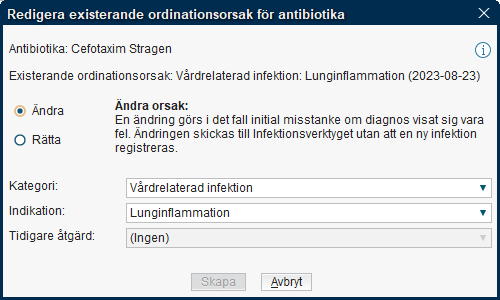 Redigera existerande ordinationsorsak för antibiotika
Antibiotika: Cefotaxim Stragen
Existerande ordinationsorsak: Vårdrelaterad infektion: Lunginflammation (2023-08-23)
Ändra
Rätta
Ändra orsak:
En ändring görs i det fall initial misstanke om diagnos visat sig vara
fel. Ändringen skickas till Infektionsverktyget utan att en ny infektion
registreras.
Kategori: Vårdrelaterad infektion
Indikation: Lunginflammation
Tidigare åtgärd: (Ingen)
Skapa Avbryt